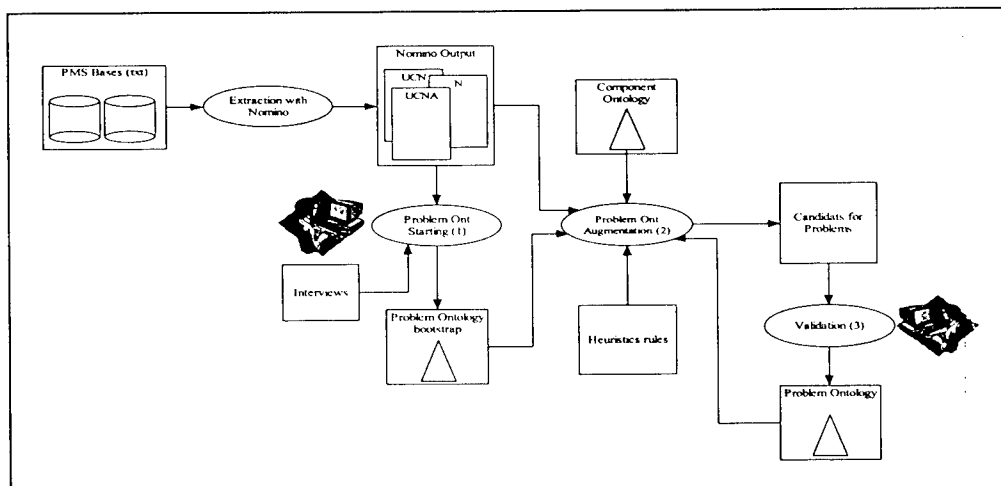 PMS Bases (txt)
Extraction with
Nomino
Nomino Output
UCN
N
UCNA
Component
Ontology
Problem Ont
Starting (1)
Problem Ont
Augmentation (2)
Candidats for
Problems
Interviews
Problem Ontology
bootstrap
Heuristics rules
Validation (3)
Problem Ontology